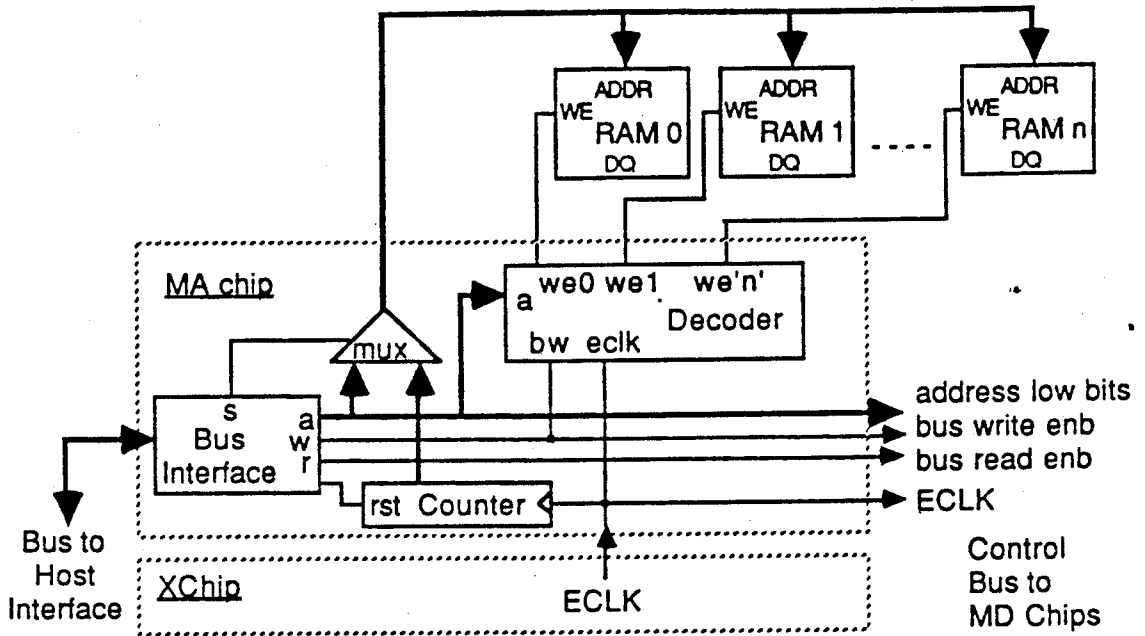 ADDR
WE
RAM 0
DQ
ADDR
WE
RAM 1
DQ
ADDR
WE
RAM n
DQ
MA chip
we0 we1 we'n'
a
Decoder
bw eclk
mux
s
a
Bus
w
Interface
r
rst Counter
address low bits
bus write enb
bus read enb
ECLK
Bus to
Host
Interface
XChip
ECLK
Control
Bus to
MD Chips